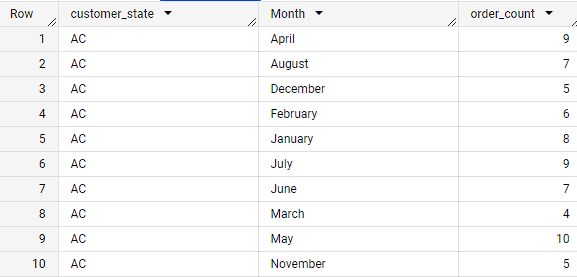 Row customer_state Month order_count
1 AC April 9
2 AC August 7
3 AC December 5
4 AC February 6
5 AC January 8
6 AC July 9
7 AC June 7
8 AC March 4
9 AC May 10
10 AC November 5